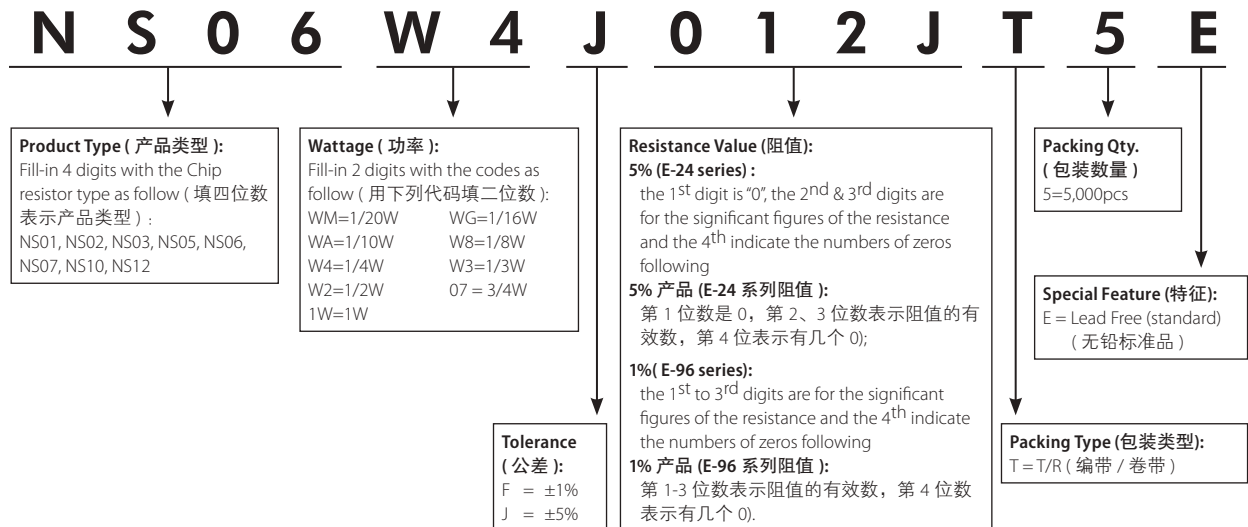 N S 0 6 W 4 J 0 1 2 J T 5 E
Product Type ( 产品类型 ):
Fill-in 4 digits with the Chip
resistor type as follow ( 填四位数
表示产品类型 ) :
NS01, NS02, NS03, NS05, NS06,
NS07, NS10, NS12
Wattage ( 功率 ):
Fill-in 2 digits with the codes as
follow ( 用下列代码填二位数 ):
WM=1/20W WG=1/16W
WA=1/10W W8=1/8W
W4=1/4W W3=1/3W
W2=1/2W 07 = 3/4W
1W=1W
Tolerance
( 公差 ):
F = ±1%
J = ±5%
Resistance Value (阻值):
5% (E-24 series) :
the 1st digit is “0”, the 2nd & 3rd digits are
for the significant figures of the resistance
and the 4th indicate the numbers of zeros
following
5% 产品 (E-24 系列阻值 ):
第 1 位数是 0，第 2、3 位数表示阻值的有
效数，第 4 位表示有几个 0);
1%( E-96 series):
the 1st to 3rd digits are for the significant
figures of the resistance and the 4th indicate
the numbers of zeros following
1% 产品 (E-96 系列阻值 ):
第 1-3 位数表示阻值的有效数，第 4 位数
表示有几个 0).
Packing Type (包装类型):
T = T/R ( 编带 / 卷带 )
Packing Qty.
( 包装数量 )
5=5,000pcs
Special Feature (特征):
E = Lead Free (standard)
( 无铅标准品 )